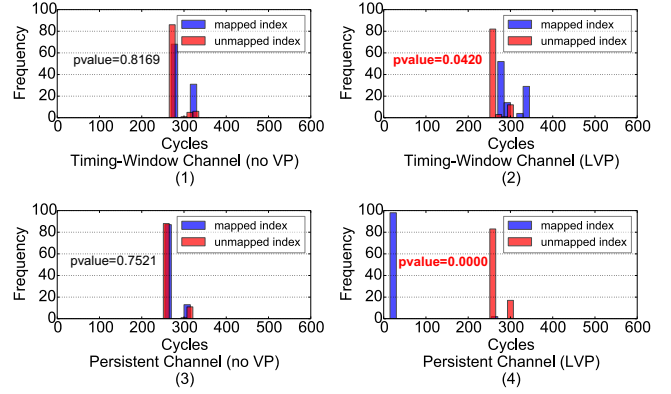 100
80
60
40
20
0
Frequency
pvalue=0.8169
mapped index
unmapped index
0 100 200 300 400 500 600
Cycles
Timing-Window Channel (no VP)
(1)
100
80
60
40
20
0
Frequency
pvalue=0.0420
mapped index
unmapped index
0 100 200 300 400 500 600
Cycles
Timing-Window Channel (LVP)
(2)
100
80
60
40
20
0
Frequency
pvalue=0.7521
mapped index
unmapped index
0 100 200 300 400 500 600
Cycles
Persistent Channel (no VP)
(3)
100
80
60
40
20
0
Frequency
pvalue=0.0000
mapped index
unmapped index
0 100 200 300 400 500 600
Cycles
Persistent Channel (LVP)
(4)